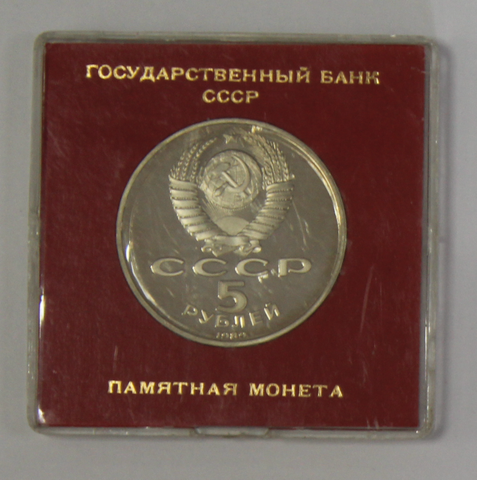 ГОСУДАРСТВЕННЫЙ БАНК
СССР
СССР
5
РУБЛЕЙ
ПАМЯТНАЯ МОНЕТА